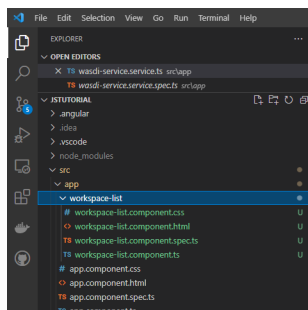 File Edit Selection View Go Run Terminal Help
EXPLORER
OPEN EDITORS
TS wasdi-service.service.ts src\app
TS wasdi-service.service.spec.ts src\app
JSTUTORIAL
.angular
.idea
.vscode
node_modules
src
app
workspace-list
# workspace-list.component.css U
workspace-list.component.html U
TS workspace-list.component.spec.ts U
TS workspace-list.component.ts U
# app.component.css
app.component.html
TS app.component.spec.ts